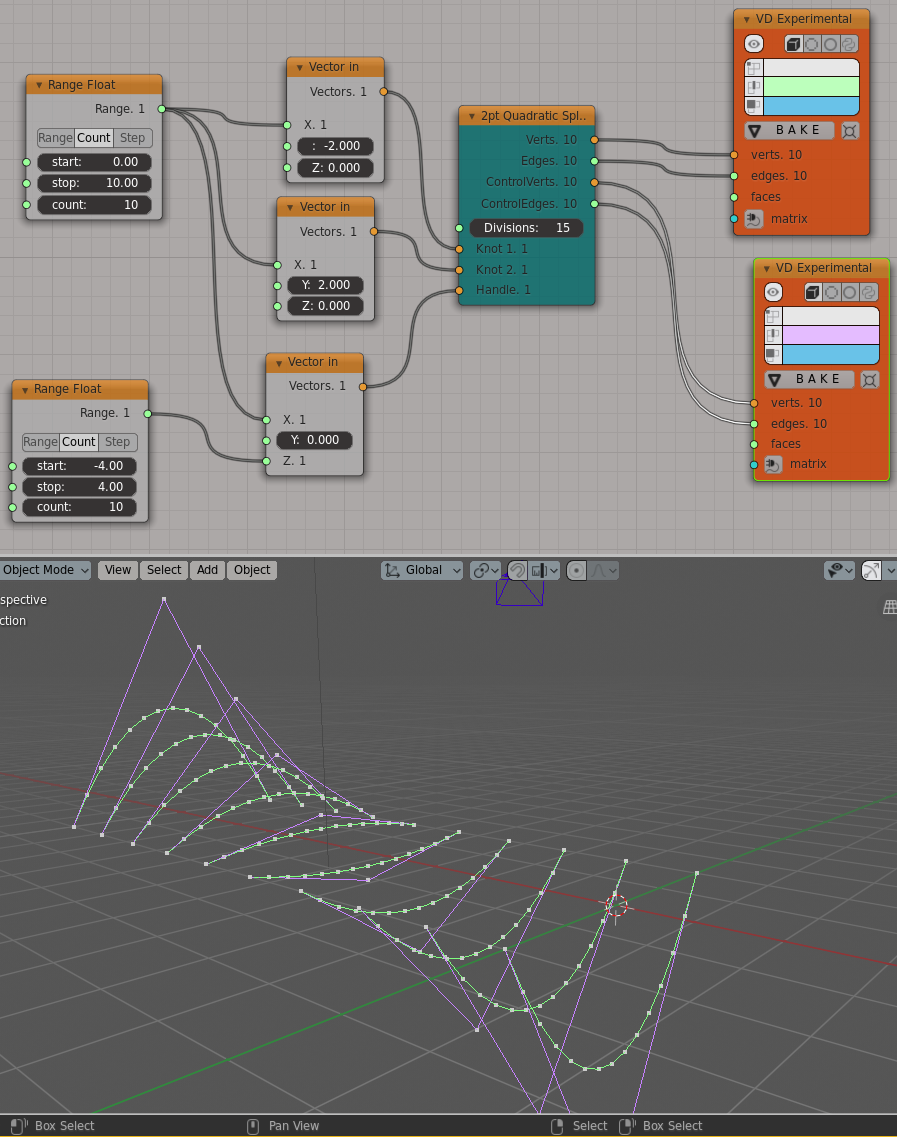 Range Float
Range. 1
Range Count Step
start: 0.00
stop: 10.00
count: 10
Vector in
Vectors. 1
X. 1
: -2.000
Z: 0.000
Vector in
Vectors. 1
X. 1
Y: 2.000
Z: 0.000
Range Float
Range. 1
Range Count Step
start: -4.00
stop: 4.00
count: 10
Vector in
Vectors. 1
X. 1
Y: 0.000
Z. 1
2pt Quadratic Spl..
Verts. 10
Edges. 10
ControlVerts. 10
ControlEdges. 10
Divisions: 15
Knot 1. 1
Knot 2. 1
Handle. 1
VD Experimental
BAKE
verts. 10
edges. 10
faces
matrix
VD Experimental
BAKE
verts. 10
edges. 10
faces
matrix
Object Mode View Select Add Object Global
spective
ction
Box Select Pan View Select Box Select